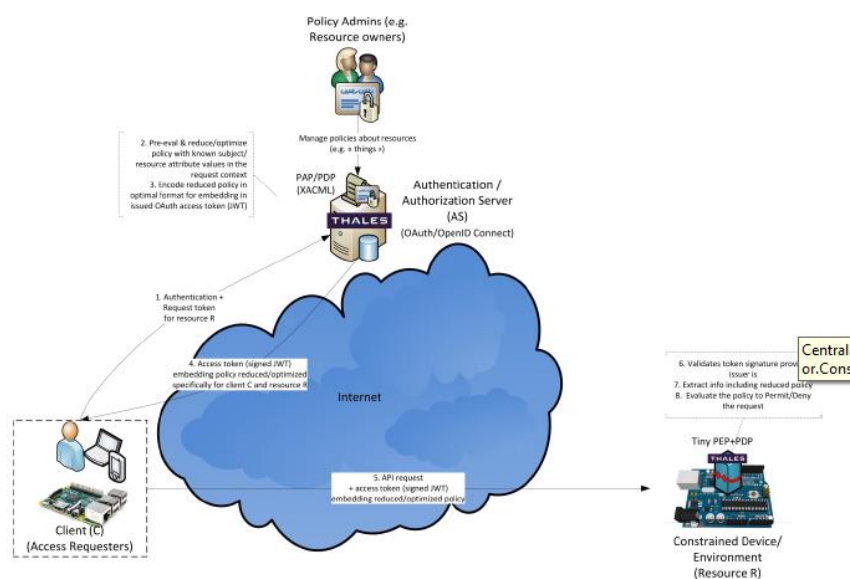 Policy Admins (e.g.
Resource owners)
Manage policies about resources
(e.g. « things »)
2. Pre-eval & reduce/optimize
policy with known subject/
resource attribute values in the
request context
3. Encode reduced policy in
optimal format for embedding in
issued OAuth access token (JWT)
PAP/PDP
(XACML)
THALES
Authentication /
Authorization Server
(AS)
(OAuth/OpenID Connect)
1. Authentication +
Request token
for resource R
4. Access token (signed JWT)
embedding policy reduced/optimized
specifically for client C and resource R
Internet
Central
or.Cons
6. Validates token signature provi
issuer is
7. Extract info including reduced policy
8. Evaluate the policy to Permit/Deny
the request
Tiny PEP+PDP
THALES
5. API request
+ access token (signed JWT)
embedding reduced/optimized policy
Client (C)
(Access Requesters)
Constrained Device/
Environment
(Resource R)